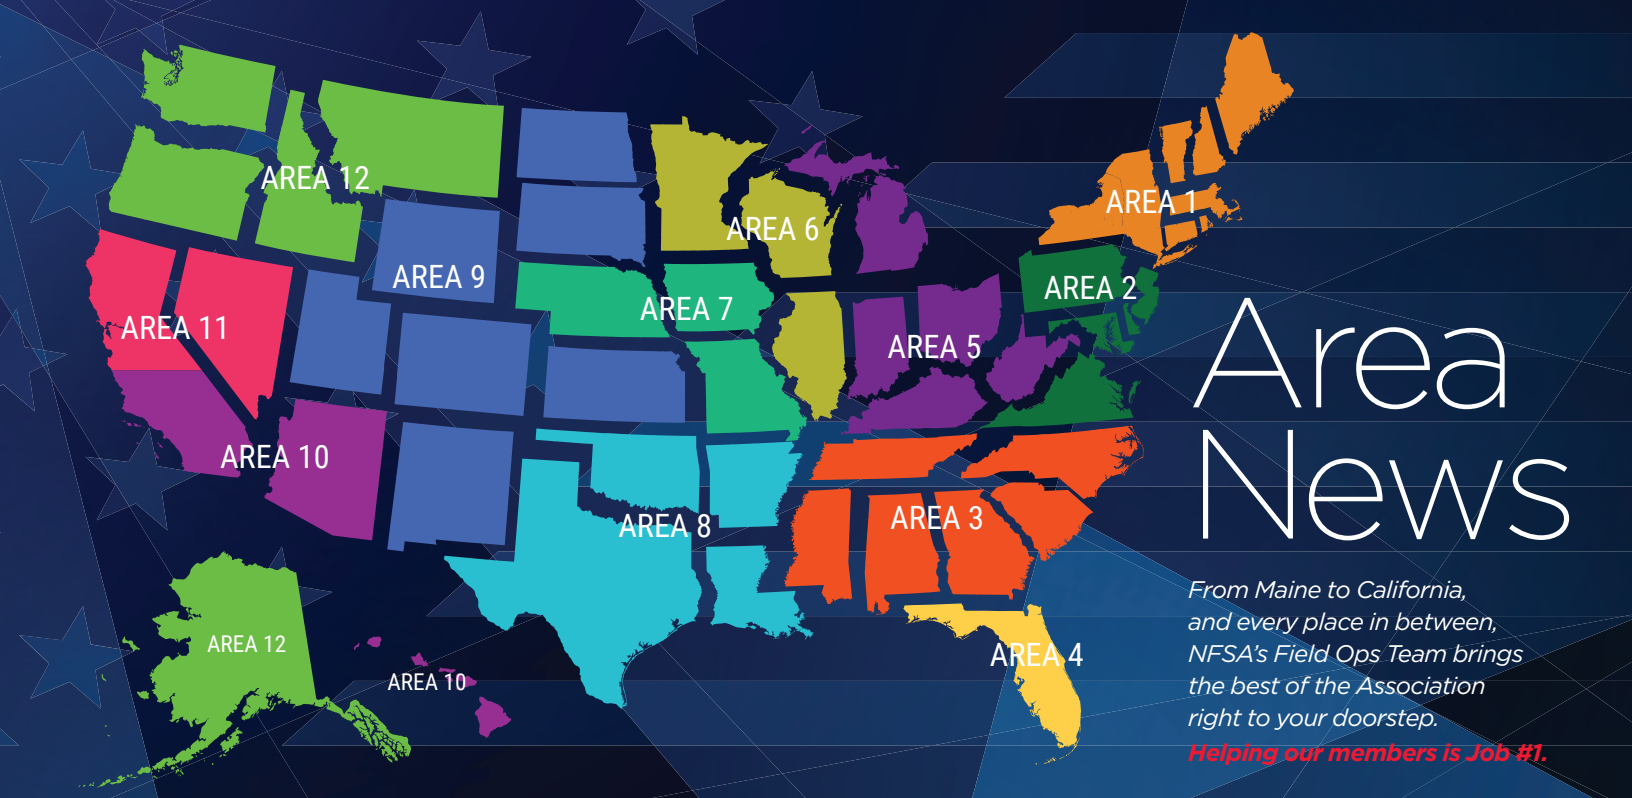 AREA 12
AREA 1
AREA 6
AREA 9
AREA 2
AREA 7
AREA 11
AREA 5
AREA 10
AREA 3
AREA 8
AREA 12
AREA 4
AREA 10
Area
News
From Maine to California,
and every place in between,
NFSA's Field Ops Team brings
the best of the Association
right to your doorstep.
Helping our members is Job #1.